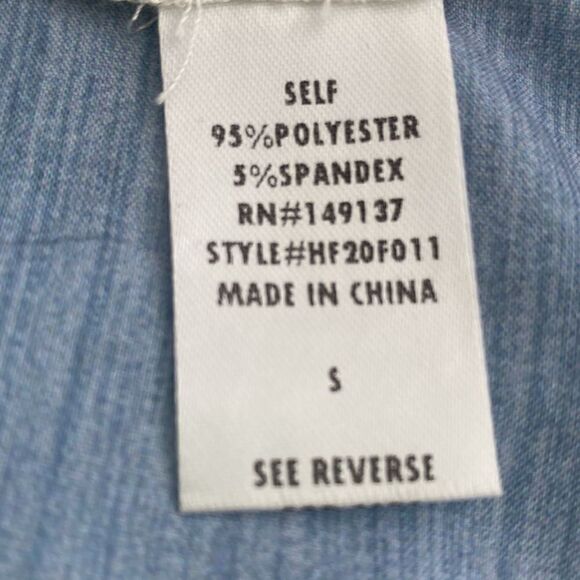 SELF
95%POLYESTER
5%SPANDEX
RN#149137
STYLE#HF20F011
MADE IN CHINA
S
SEE REVERSE